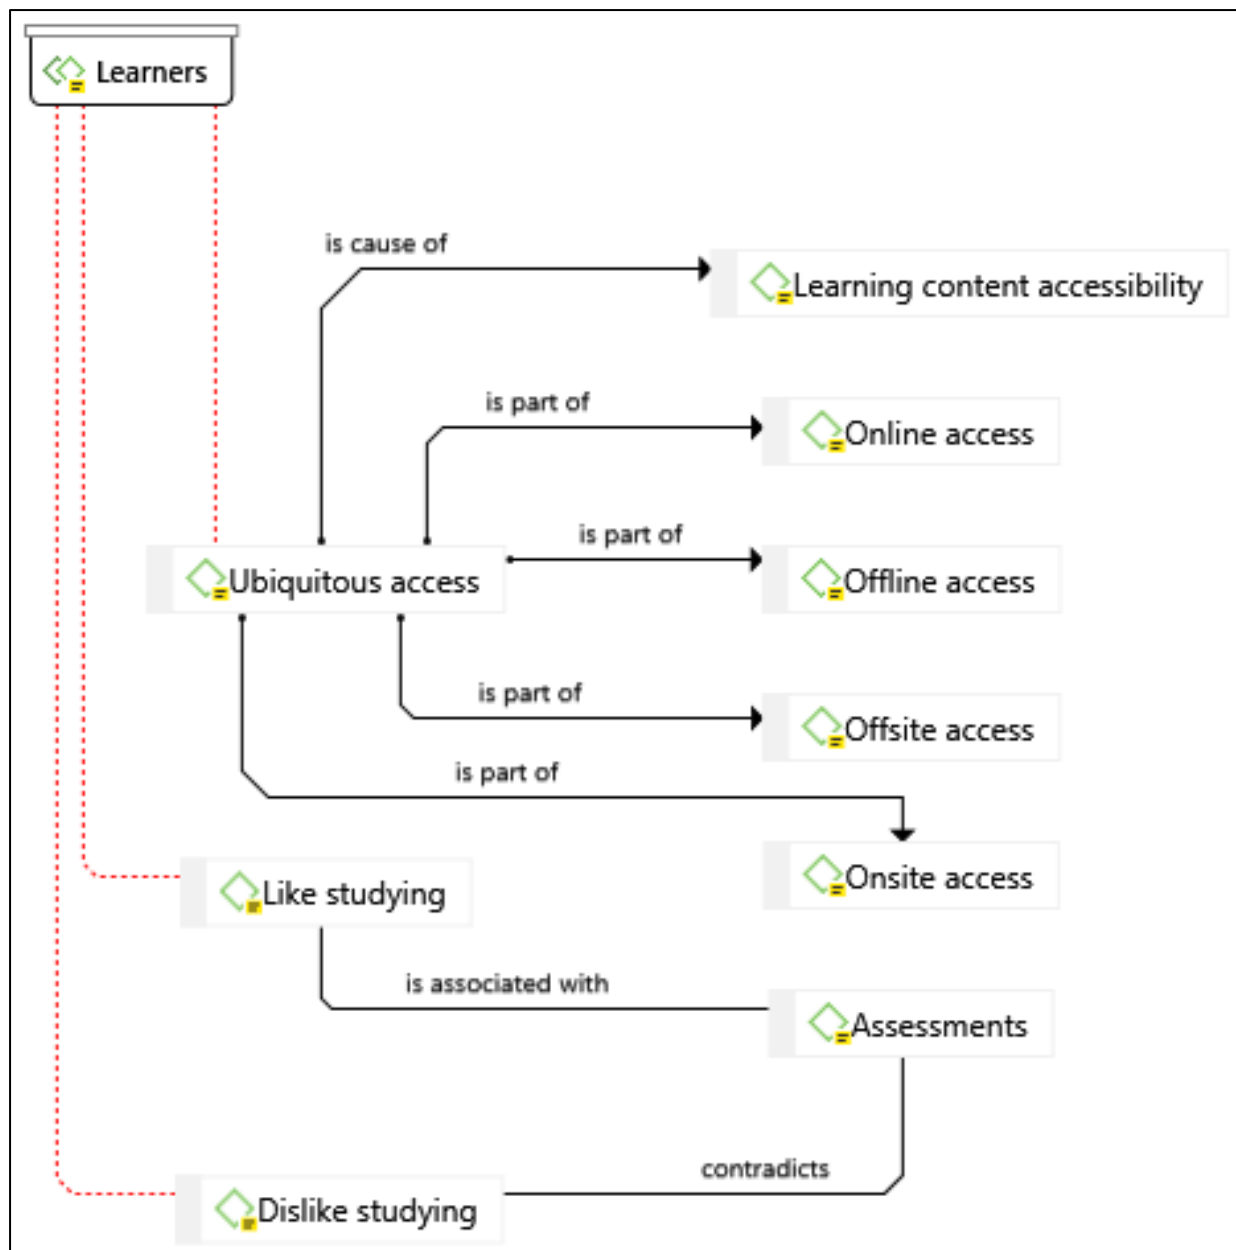 Learners
is cause of
Learning content accessibility
is part of
Online access
is part of
Offline access
Ubiquitous access
is part of
Offsite access
is part of
Onsite access
Like studying
is associated with
Assessments
contradicts
Dislike studying